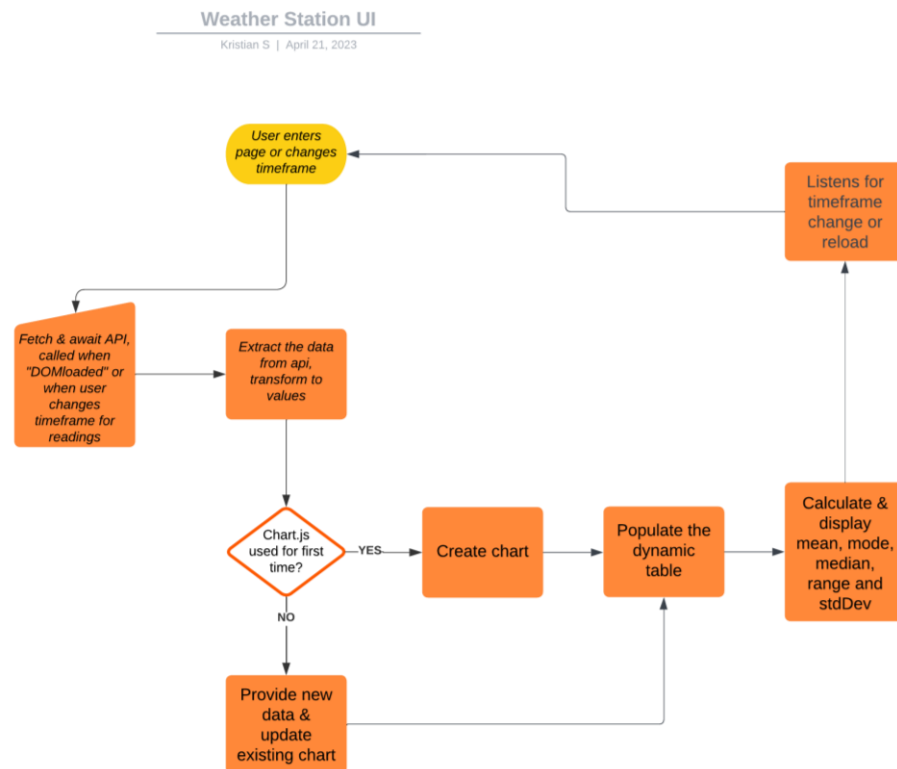 Weather Station UI
Kristian S | April 21, 2023
User enters
page or changes
timeframe
Listens for
timeframe
change or
reload
Fetch & await API,
called when
"DOMloaded" or
when user
changes
timeframe for
readings
Extract the data
from api,
transform to
values
Chart.js
used for first
time?
YES
Create chart
Populate the
dynamic
table
Calculate &
display
mean, mode,
median,
range and
stdDev
NO
Provide new
data &
update
existing chart